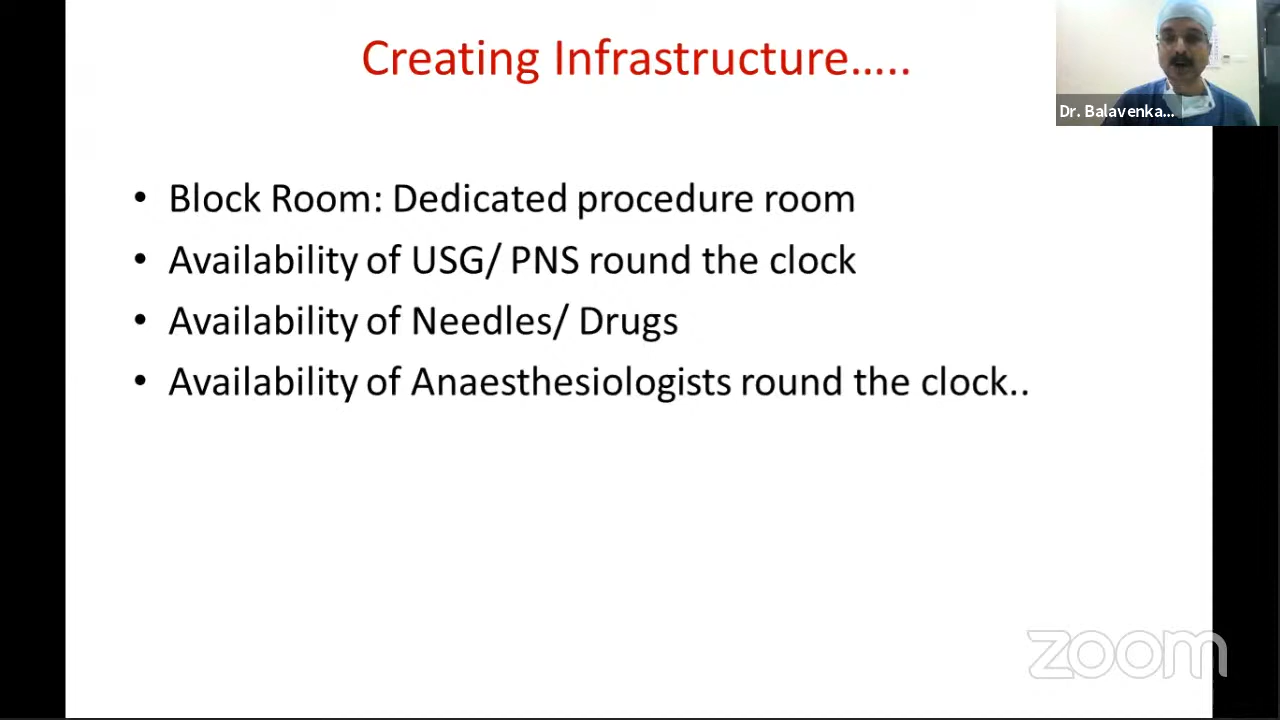 Creating Infrastructure…..
Dr. Balavenka...
• Block Room: Dedicated procedure room
• Availability of USG/ PNS round the clock
• Availability of Needles/ Drugs
• Availability of Anaesthesiologists round the clock..
zoom